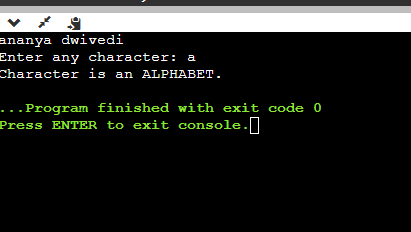 ananya dwivedi
Enter any character: a
Character is an ALPHABET.
...Program finished with exit code 0
Press ENTER to exit console.